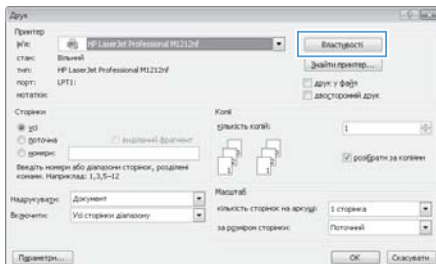 Друк
Принтер
ім'я: HP LaserJet Professional M1212nf
Властивості
стан: Вільний
тип: HP LaserJet Professional M1212nf
Знайти принтер...
порт: LPT1:
друк у файл
нотатки:
двосторонній друк
Сторінки
Копії
усі
кількість копій: 1
поточна
виділений фрагмент
номери:
Введіть номери або діапазони сторінок, розділені
комами. Наприклад: 1,3,5–12
розібрати за копіями
Масштаб
Надрукувати: Документ
кількість сторінок на аркуші: 1 сторінка
Включити: Усі сторінки діапазону
за розміром сторінки: Поточний
Параметри...
ОК
Скасувати